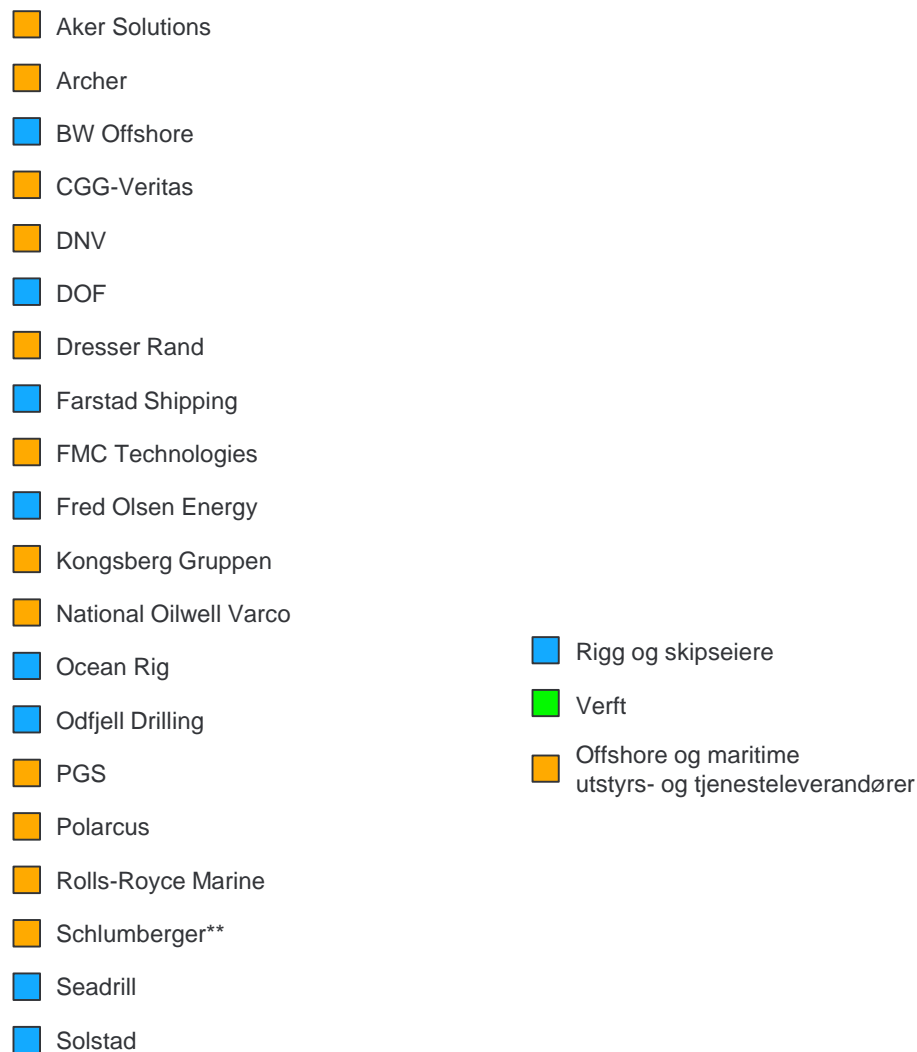 Aker Solutions
Archer
BW Offshore
CGG-Veritas
DNV
DOF
Dresser Rand
Farstad Shipping
FMC Technologies
Fred Olsen Energy
Kongsberg Gruppen
National Oilwell Varco
Ocean Rig
Odfjell Drilling
PGS
Polarcus
Rolls-Royce Marine
Schlumberger**
Seadrill
Solstad
Rigg og skipseiere
Verft
Offshore og maritime
utstyrs- og tjenesteleverandører